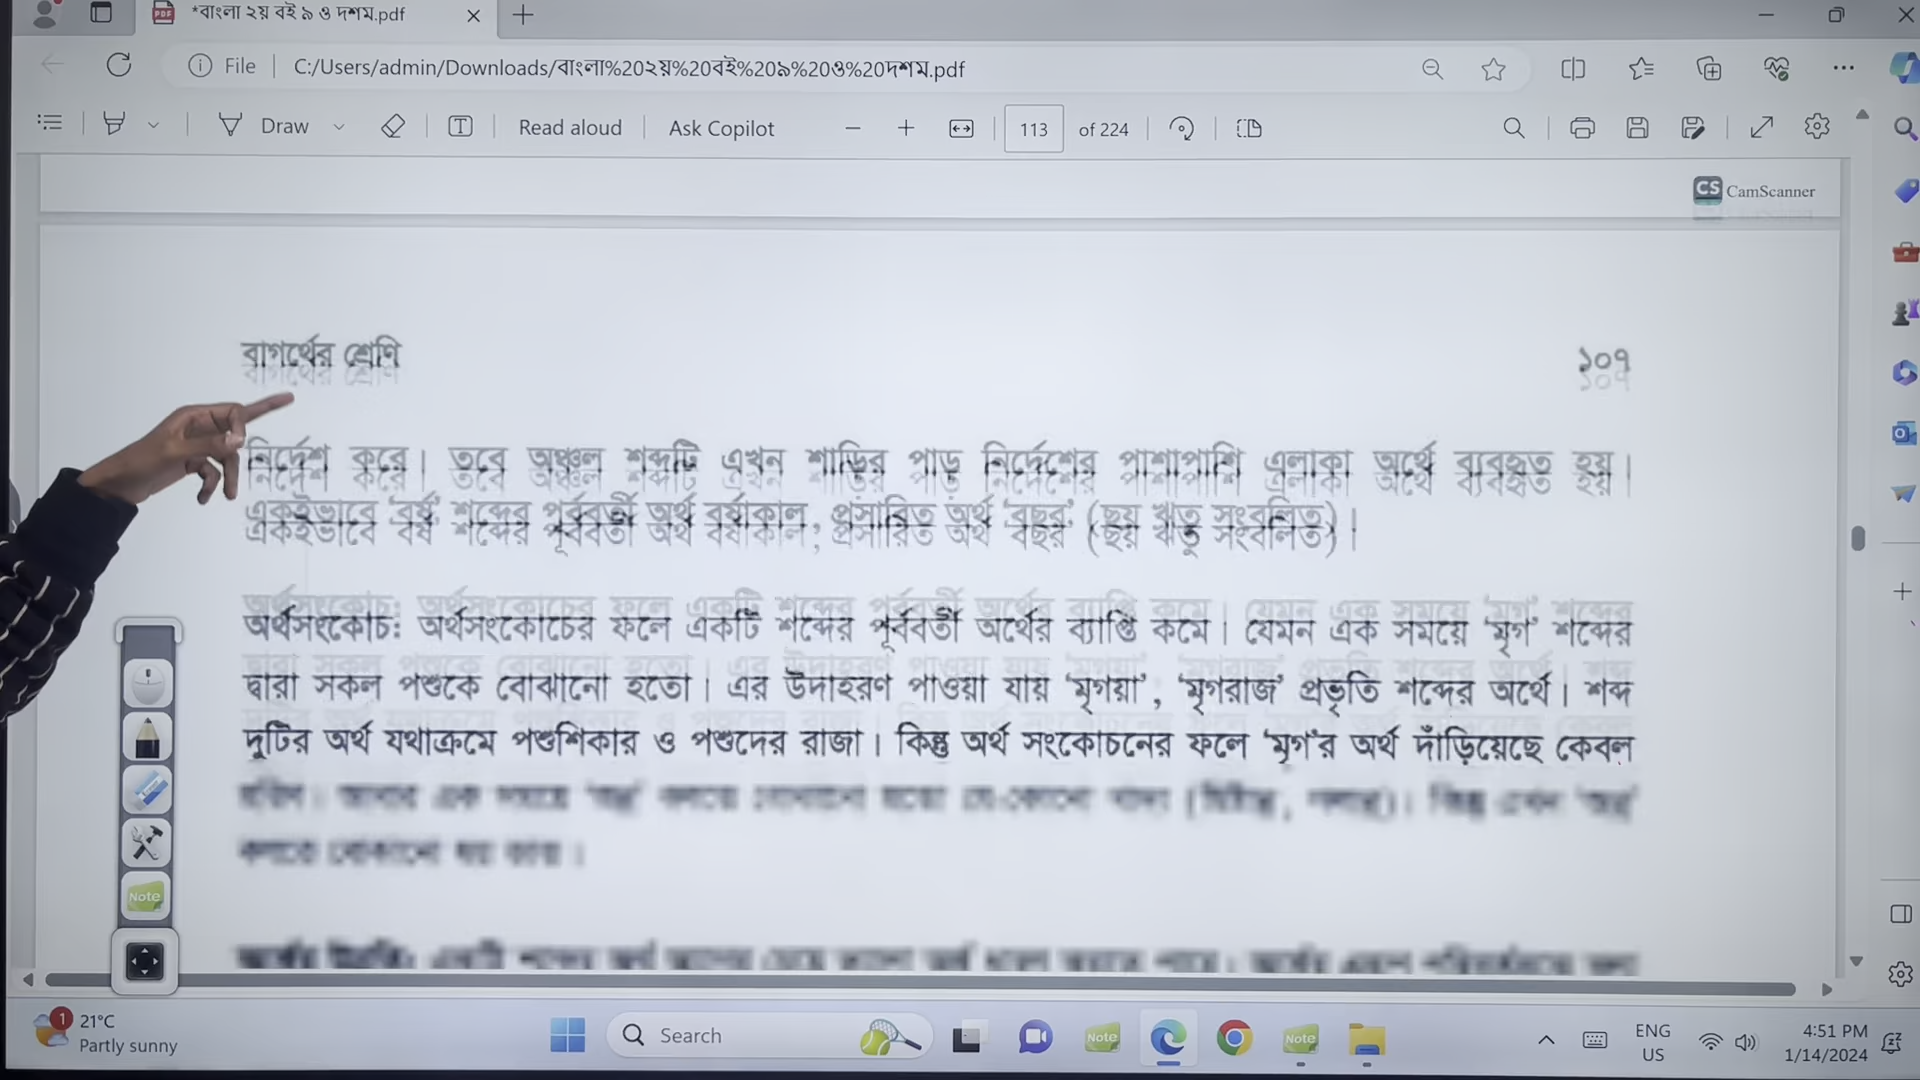 *বাংলা ২য় বই ৯ ও দশম.pdf
File
C:/Users/admin/Downloads/বাংলা%20২য়%20বই%20৯%20ও%20দশম.pdf
Draw
Read aloud
Ask Copilot
113 of 224
CS CamScanner
বাগর্থের শ্রেণি
১০৭
নির্দেশ করে। তবে অঞ্চল শব্দটি এখন শাড়ির পাড় নির্দেশের পাশাপাশি এলাকা অর্থে ব্যবহৃত হয়।
একইভাবে ‘বর্ষ’ শব্দের পূর্ববর্তী অর্থ বর্ষাকাল; প্রসারিত অর্থ ‘বছর’ (ছয় ঋতু সংবলিত)।
অর্থসংকোচ: অর্থসংকোচের ফলে একটি শব্দের পূর্ববর্তী অর্থের ব্যাপ্তি কমে। যেমন এক সময়ে ‘মৃগ’ শব্দের
দ্বারা সকল পশুকে বোঝানো হতো। এর উদাহরণ পাওয়া যায় ‘মৃগয়া’, ‘মৃগরাজ’ প্রভৃতি শব্দের অর্থে। শব্দ
দুটির অর্থ যথাক্রমে পশুশিকার ও পশুদের রাজা। কিন্তু অর্থ সংকোচনের ফলে ‘মৃগ’র অর্থ দাঁড়িয়েছে কেবল
Note
1
21°C
Partly sunny
Search
Note
Note
ENG
US
4:51 PM
1/14/2024